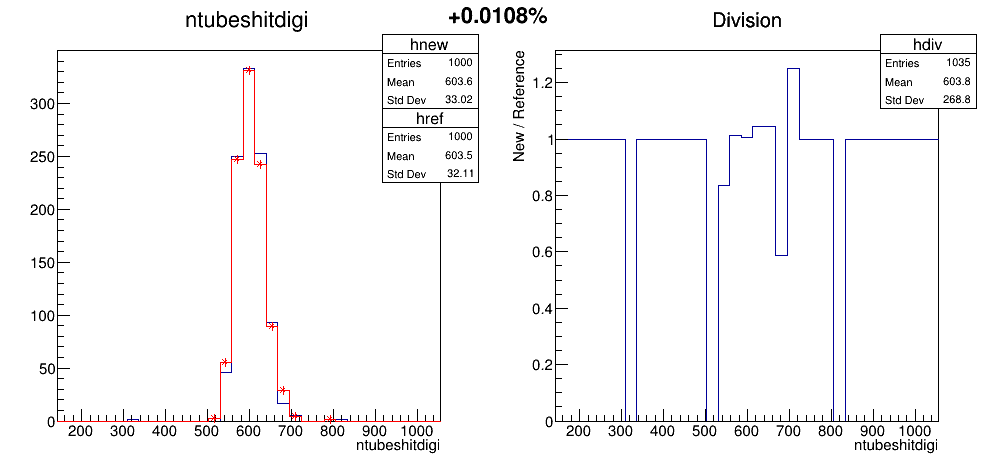 ntubeshitdigi
+0.0108%
Division
hnew
Entries 1000
Mean 603.6
Std Dev 33.02
href
Entries 1000
Mean 603.5
Std Dev 32.11
300
250
200
150
100
50
0
200 300 400 500 600 700 800 900 1000
ntubeshitdigi
hdiv
Entries 1035
Mean 603.8
Std Dev 268.8
New / Reference
1.2
1
0.8
0.6
0.4
0.2
0
200 300 400 500 600 700 800 900 1000
ntubeshitdigi